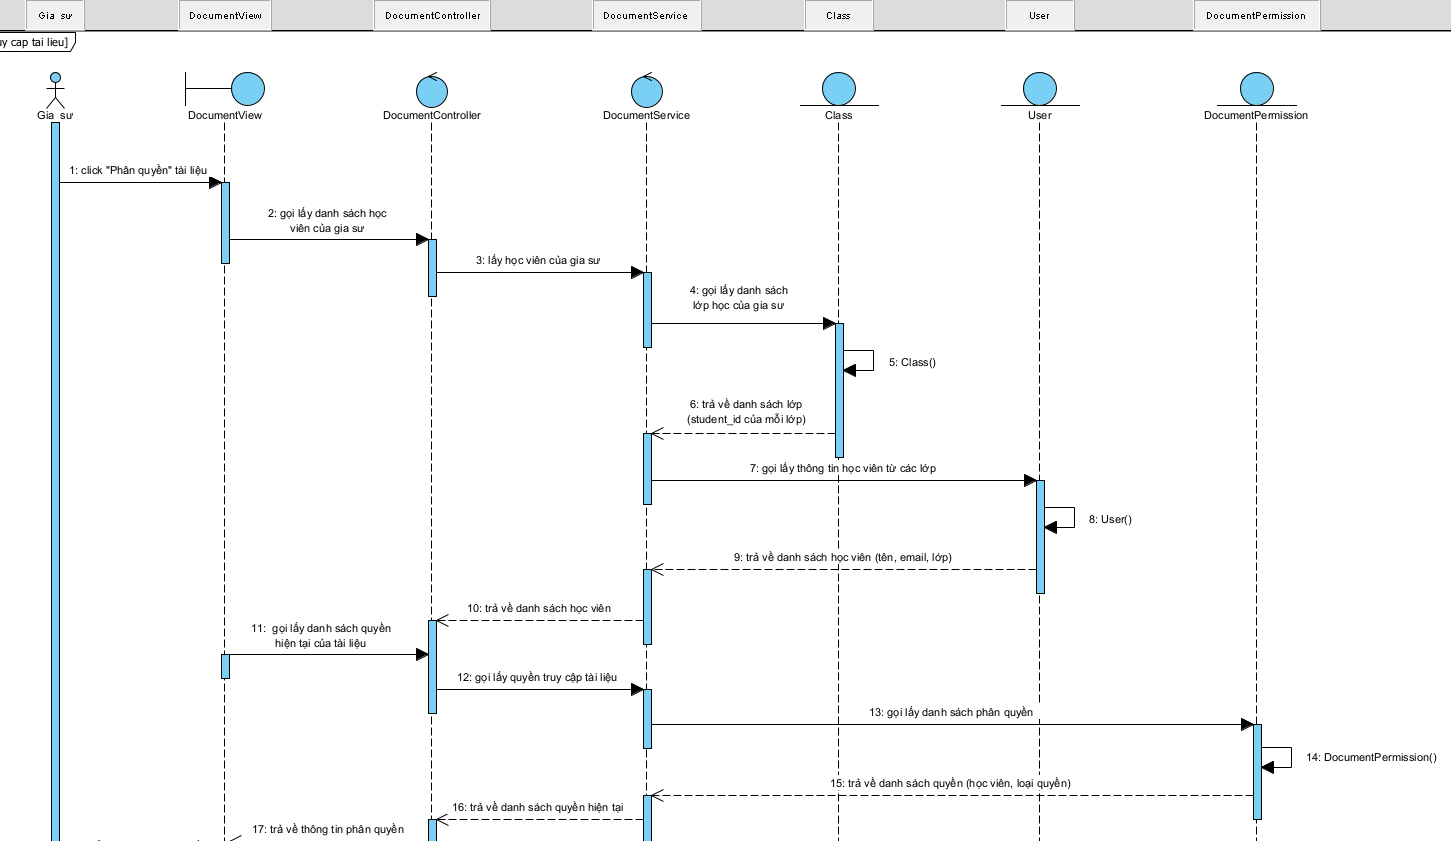 Gia sư
DocumentView
DocumentController
DocumentService
Class
User
DocumentPermission
uy cap tai lieu]
Gia sư
DocumentView
DocumentController
DocumentService
Class
User
DocumentPermission
1: click "Phân quyền" tài liệu
2: gọi lấy danh sách học
viên của gia sư
3: lấy học viên của gia sư
4: gọi lấy danh sách
lớp học của gia sư
5: Class()
6: trả về danh sách lớp
(student_id của mỗi lớp)
7: gọi lấy thông tin học viên từ các lớp
8: User()
9: trả về danh sách học viên (tên, email, lớp)
10: trả về danh sách học viên
11: gọi lấy danh sách quyền
hiện tại của tài liệu
12: gọi lấy quyền truy cập tài liệu
13: gọi lấy danh sách phân quyền
14: DocumentPermission()
15: trả về danh sách quyền (học viên, loại quyền)
16: trả về danh sách quyền hiện tại
17: trả về thông tin phân quyền